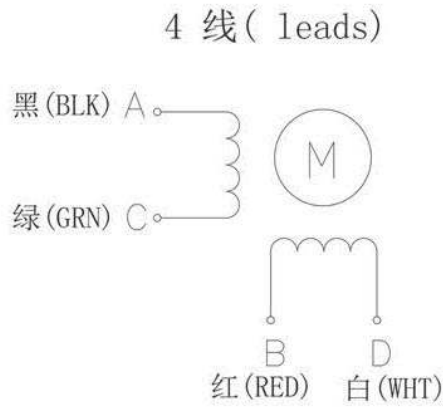 4 线( leads)
黑(BLK) A
M
绿(GRN) C
B D
红(RED) 白(WHT)